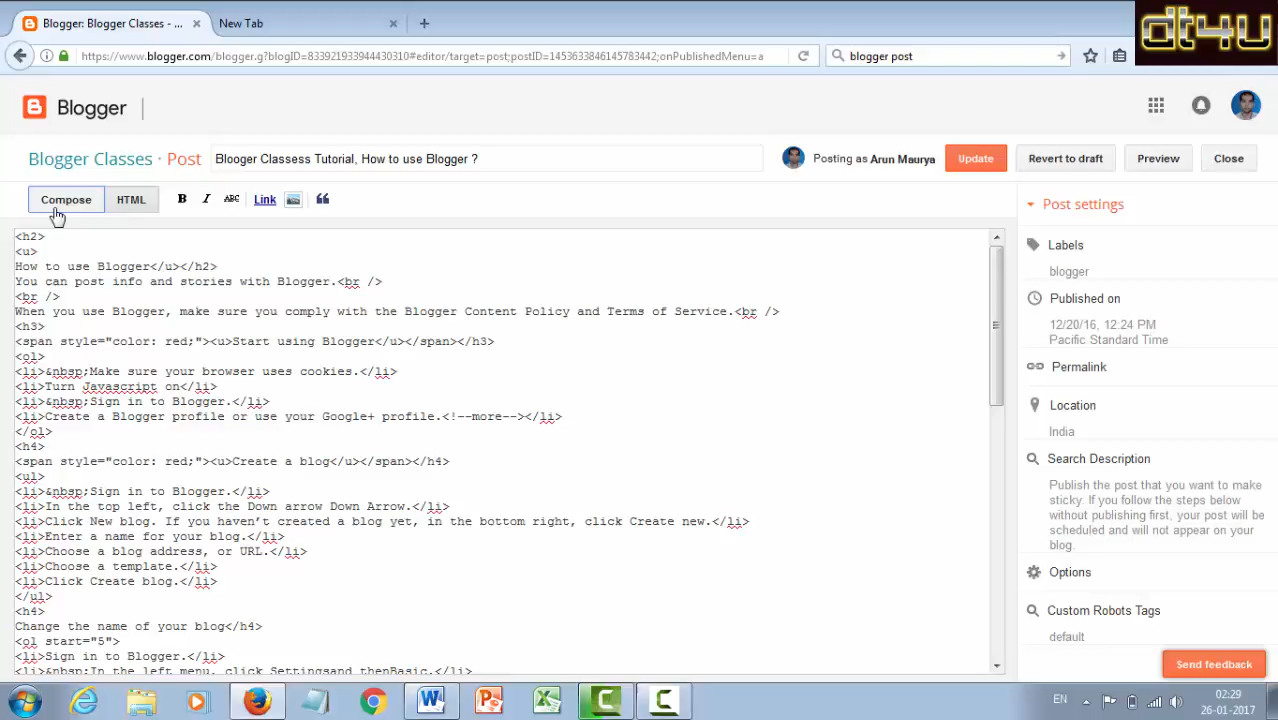 Blogger: Blogger Classes - ...
New Tab
DT4U
https://www.blogger.com/blogger.g?blogID=833921933944430310#editor/target=post;postID=1453633846145783442;onPublishedMenu=a
blogger post
Blogger
Blogger Classes · Post
Blooger Classess Tutorial, How to use Blogger ?
Posting as Arun Maurya
Update
Revert to draft
Preview
Close
Compose
HTML
B
I
ABC
Link
<h2>
<u>
How to use Blogger</u></h2>
You can post info and stories with Blogger.<br />
<br />
When you use Blogger, make sure you comply with the Blogger Content Policy and Terms of Service.<br />
<h3>
<span style="color: red;"><u>Start using Blogger</u></span></h3>
<ol>
<li>&nbsp;Make sure your browser uses cookies.</li>
<li>Turn Javascript on</li>
<li>&nbsp;Sign in to Blogger.</li>
<li>Create a Blogger profile or use your Google+ profile.<!--more--></li>
</ol>
<h4>
<span style="color: red;"><u>Create a blog</u></span></h4>
<ul>
<li>&nbsp;Sign in to Blogger.</li>
<li>In the top left, click the Down arrow Down Arrow.</li>
<li>Click New blog. If you haven't created a blog yet, in the bottom right, click Create new.</li>
<li>Enter a name for your blog.</li>
<li>Choose a blog address, or URL.</li>
<li>Choose a template.</li>
<li>Click Create blog.</li>
</ul>
<h4>
Change the name of your blog</h4>
<ol start="5">
<li>Sign in to Blogger.</li>
<li>&nbsp;In the left menu, click Settingsand thenBasic.</li>
Post settings
Labels
blogger
Published on
12/20/16, 12:24 PM
Pacific Standard Time
Permalink
Location
India
Search Description
Publish the post that you want to make
sticky. If you follow the steps below
without publishing first, your post will be
scheduled and will not appear on your
blog.
Options
Custom Robots Tags
default
Send feedback
EN
02:29
26-01-2017